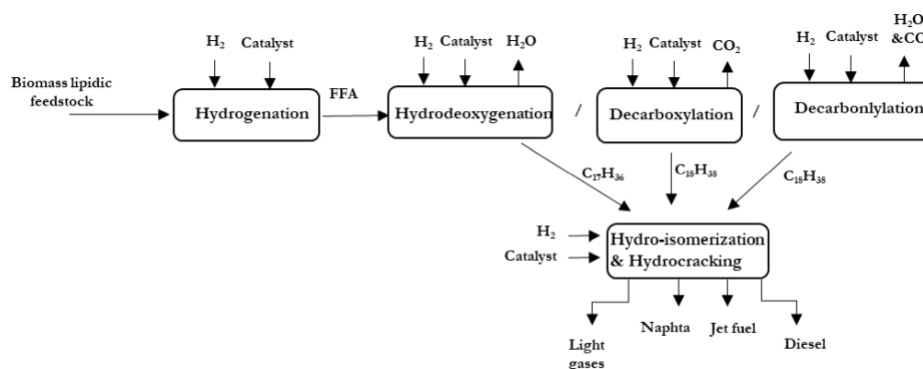 H₂ Catalyst
H₂ Catalyst H₂O
H₂ Catalyst CO₂
H₂ Catalyst H₂O
&CO
Biomass lipidic
feedstock
Hydrogenation
FFA
Hydrodeoxygenation
/
Decarboxylation
/
Decarbonlylation
C₁₇H₃₆
C₁₈H₃₈
C₁₈H₃₈
H₂
Catalyst
Hydro-isomerization
& Hydrocracking
Light
gases
Naphta
Jet fuel
Diesel